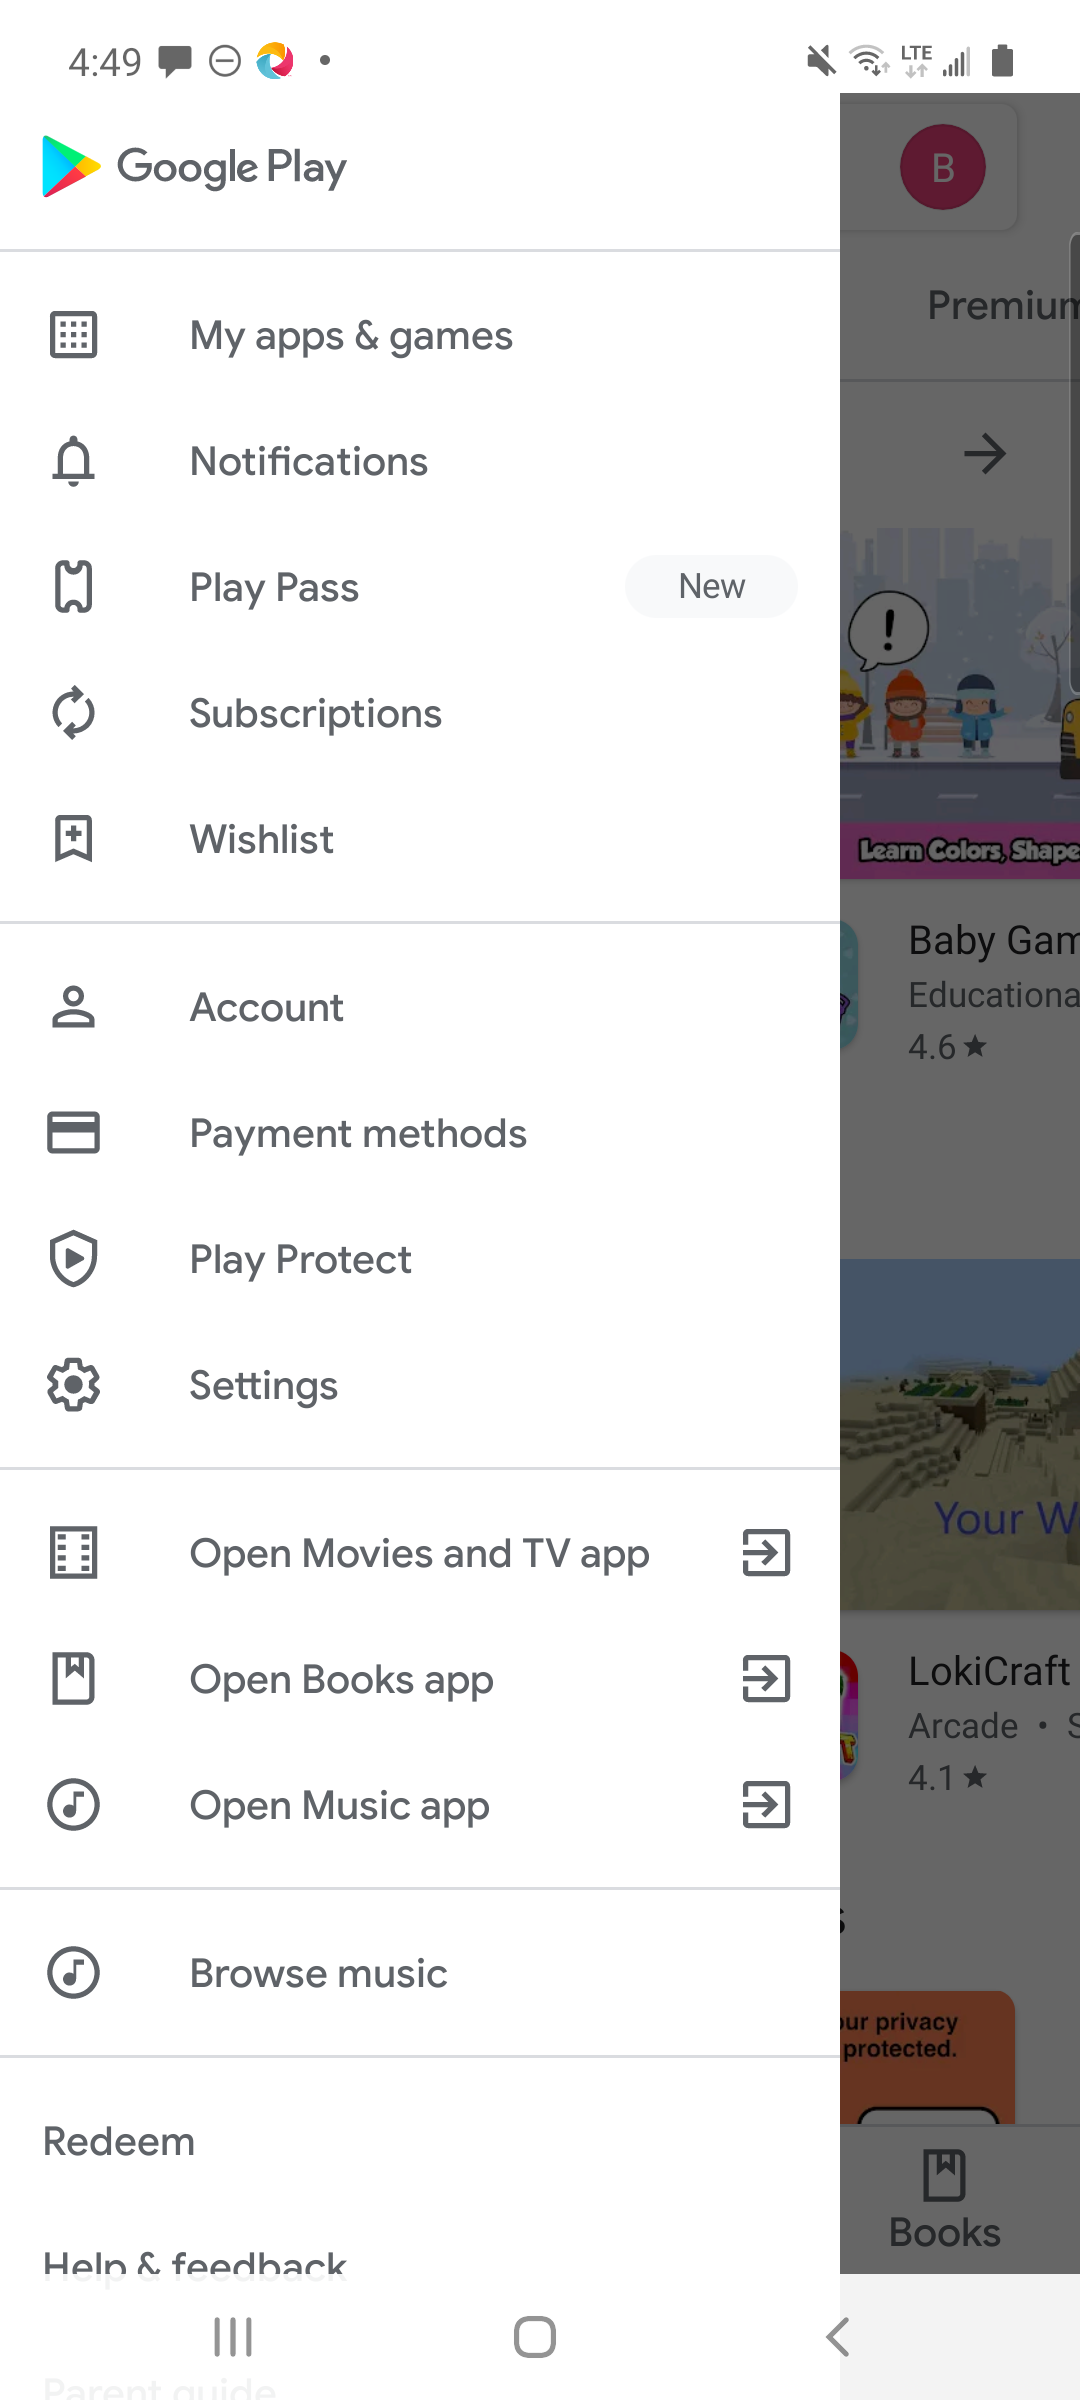 4:49
LTE
Google Play
B
Premium
My apps & games
Notifications
Play Pass
New
Subscriptions
Wishlist
Learn Colors, Shape
Account
Baby Gam
Educationa
4.6★
Payment methods
Play Protect
Settings
Your W
Open Movies and TV app
Open Books app
LokiCraft
Arcade •
4.1★
Open Music app
Browse music
our privacy
protected.
Redeem
Books
Help & feedback
Parent guide